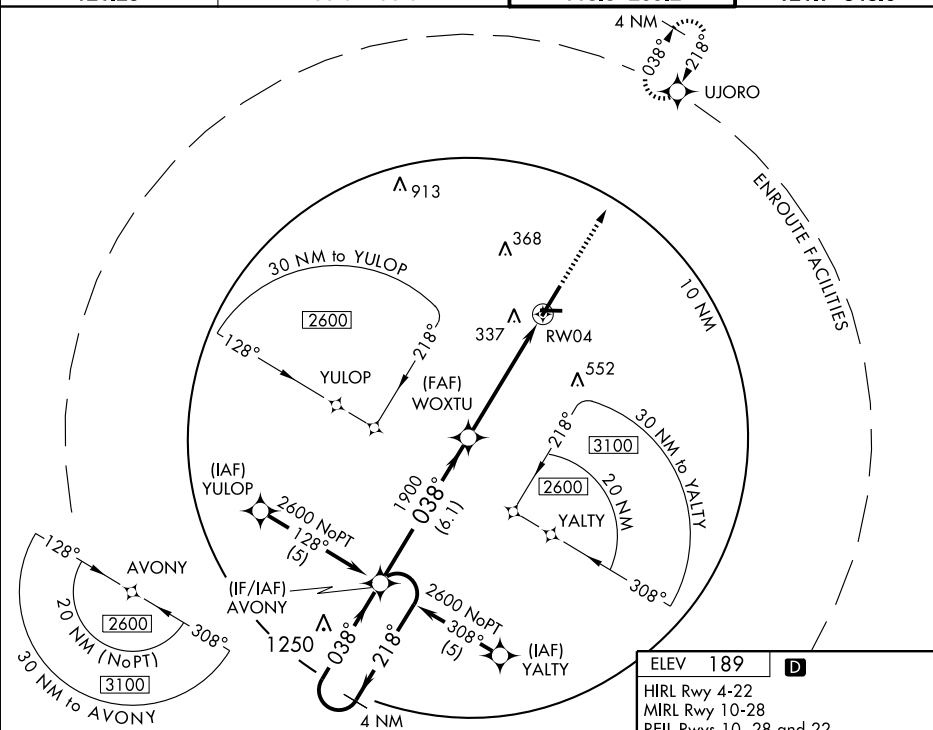 4 NM
038°
218°
UJORO
ENROUTE FACILITIES
913
368
30 NM to YULOP
2600
128°
218°
YULOP
10 NM
337
RW04
552
(FAF)
WOXTU
218°
3100
30 NM to YALTY
2600
20 NM
YALTY
308°
(IAF)
YULOP
2600 NoPT
128°
(5)
1900
038°
(6.1)
128°
AVONY
2600
308°
20 NM (NoPT)
3100
30 NM to AVONY
(IF/IAF)
AVONY
1250
038°
218°
4 NM
2600 NoPT
308°
(5)
(IAF)
YALTY
ELEV 189
D
HIRL Rwy 4-22
MIRL Rwy 10-28